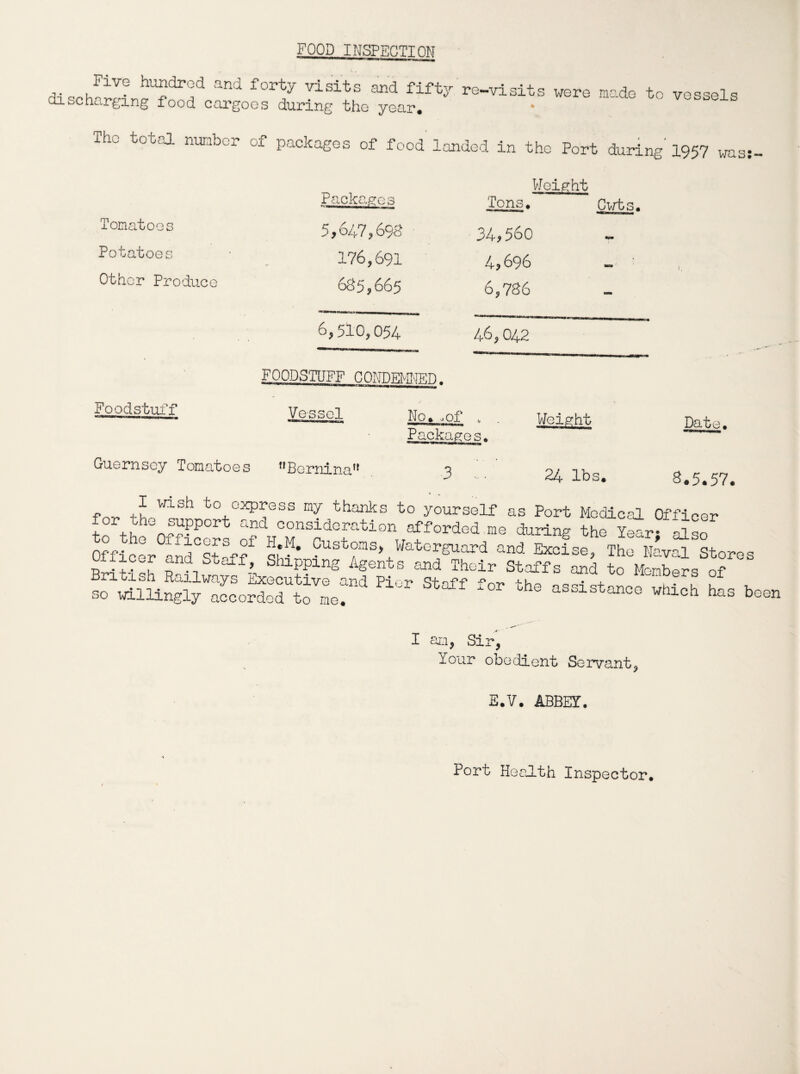 FOOD INSPECTION
Five hundred and forty visits and fifty re-visits were made to vessels
discharging food cargoes during the year.
The total number of packages of food landed in the Port during 1957 was:-
Weight
Packages Tons. Cwts.
Tomatoes 5,647,698 34,560 -
Potatoes 176,691 4,696 -
Other Produce 685,665 6,786 -
6,510,054 46,042
FOODSTUFF CONDEMNED.
Foodstuff Vessel No. of Weight Date.
Packages.
Guernsey Tomatoes "Bernina" 3 24 lbs. 8.5.57.
I wish to express my thanks to yourself as Port Medical Officer
for the support and consideration afforded me during the Year; also
to the Officers of H.M. Customs, Waterguard and Excise, The Naval Stores
Officer and Staff, Shipping Agents and Their Staffs and to Members of
British Railways Executive and Pier Staff for the assistance which has been
so willingly accorded to me.
I am, Sir,
Your obedient Servant,
E.V. ABBEY.
Port Health Inspector.